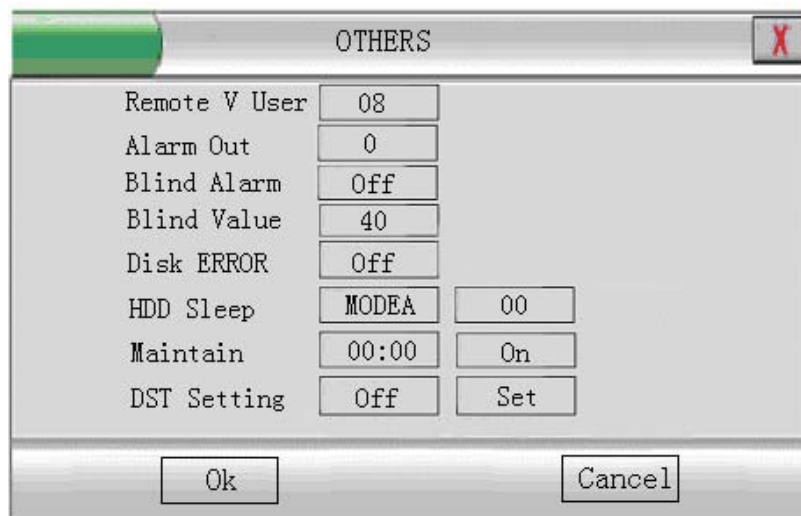 OTHERS X
Remote V User 08
Alarm Out 0
Blind Alarm Off
Blind Value 40
Disk ERROR Off
HDD Sleep MODEA 00
Maintain 00:00 On
DST Setting Off Set
Ok Cancel